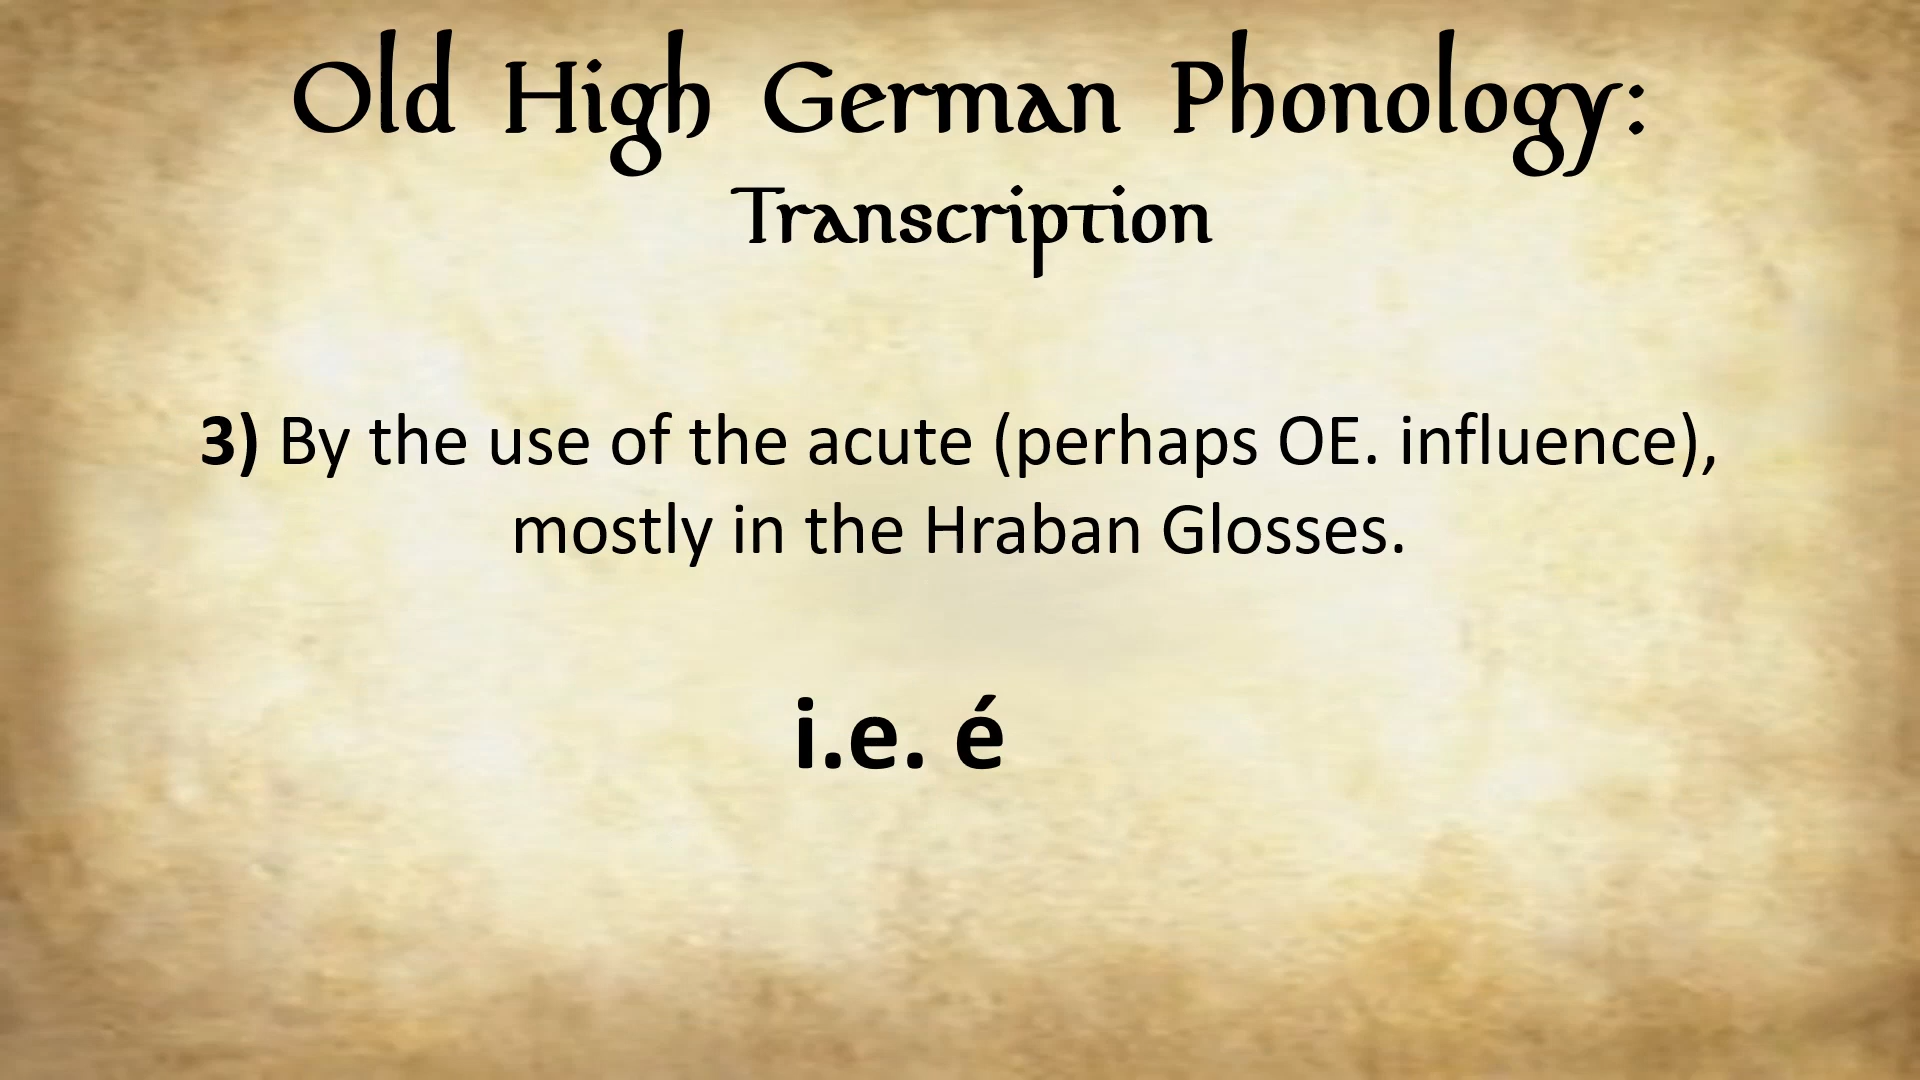 Old High German Phonology:
Transcription
3) By the use of the acute (perhaps OE. influence),
mostly in the Hraban Glosses.
i.e. é